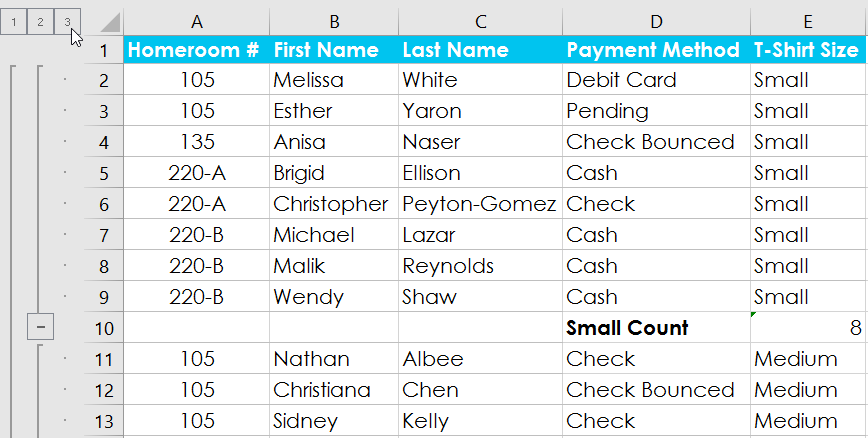 1 2 3 A B C D E
1 Homeroom # First Name Last Name Payment Method T-Shirt Size
2 105 Melissa White Debit Card Small
3 105 Esther Yaron Pending Small
4 135 Anisa Naser Check Bounced Small
5 220-A Brigid Ellison Cash Small
6 220-A Christopher Peyton-Gomez Check Small
7 220-B Michael Lazar Cash Small
8 220-B Malik Reynolds Cash Small
9 220-B Wendy Shaw Cash Small
10 Small Count 8
11 105 Nathan Albee Check Medium
12 105 Christiana Chen Check Bounced Medium
13 105 Sidney Kelly Check Medium